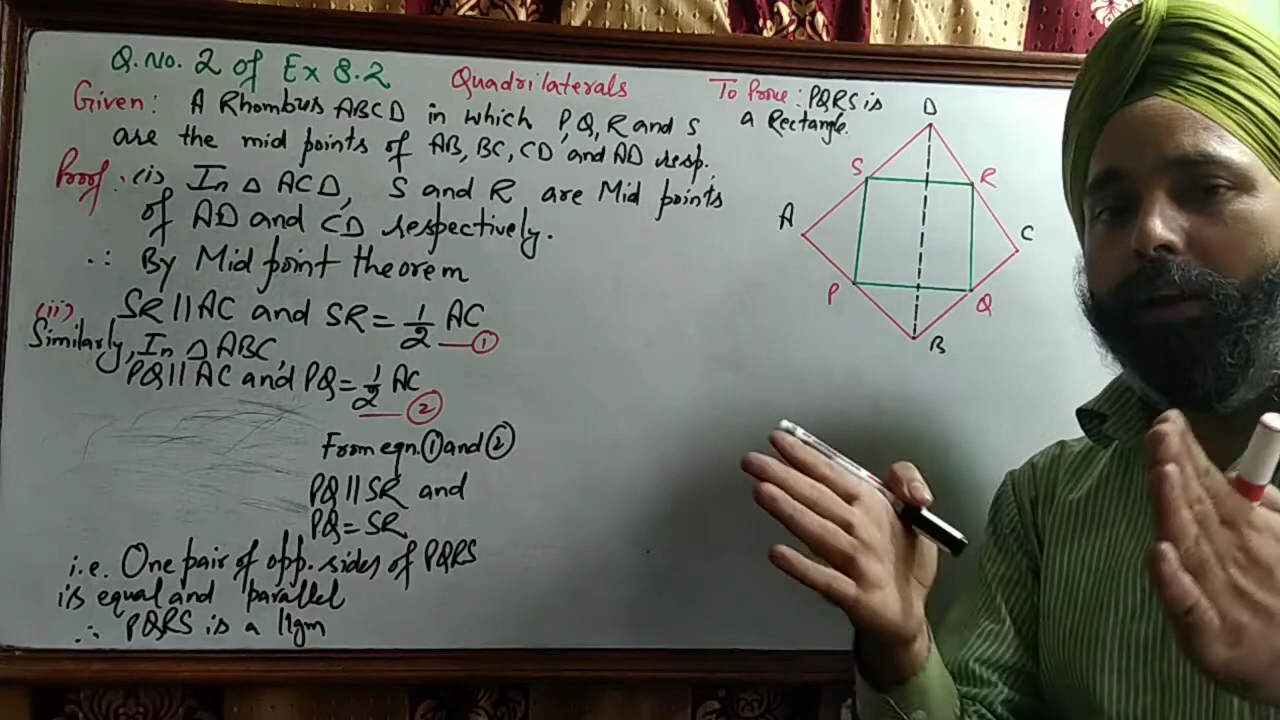 Q.No. 2 of Ex 8.2 Quadrilaterals
To Prove: PQRS is
a Rectangle.
Given: A Rhombus ABCD in which P, Q, R and S
are the mid points of AB, BC, CD and AD resp.
Proof: (i) In △ ACD, S and R are Mid points
of AD and CD respectively.
∴ By Mid point theorem
SR || AC and SR = 1/2 AC —①
(ii) Similarly, In △ ABC,
PQ || AC and PQ = 1/2 AC —②
From eqn. ① and ②
PQ || SR and
PQ = SR
i.e. One pair of opp. sides of PQRS
is equal and parallel
∴ PQRS is a ||gm
D
S
R
A
C
P
Q
B